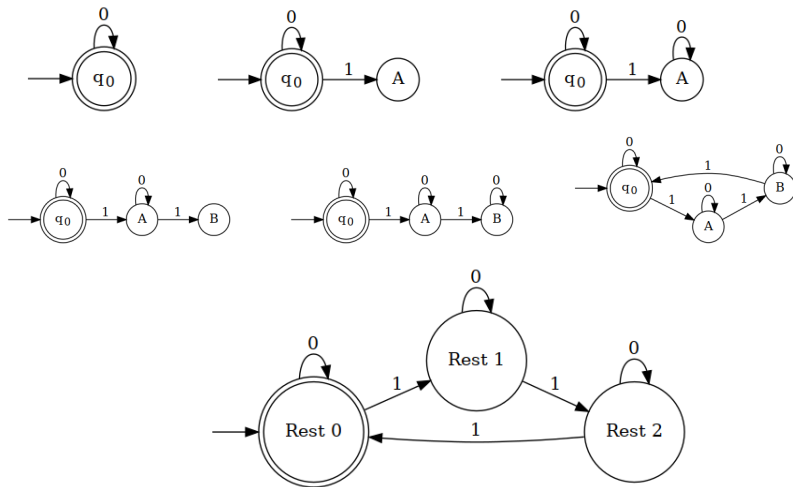 0 0 0
q0 q0 1 A q0 1 A
0 0 0 0 0 0 0
q0 1 A 1 B q0 1 A 1 B q0 1 B
1 0 1
A
0
Rest 1
0 1 1 0
Rest 0 1 Rest 2